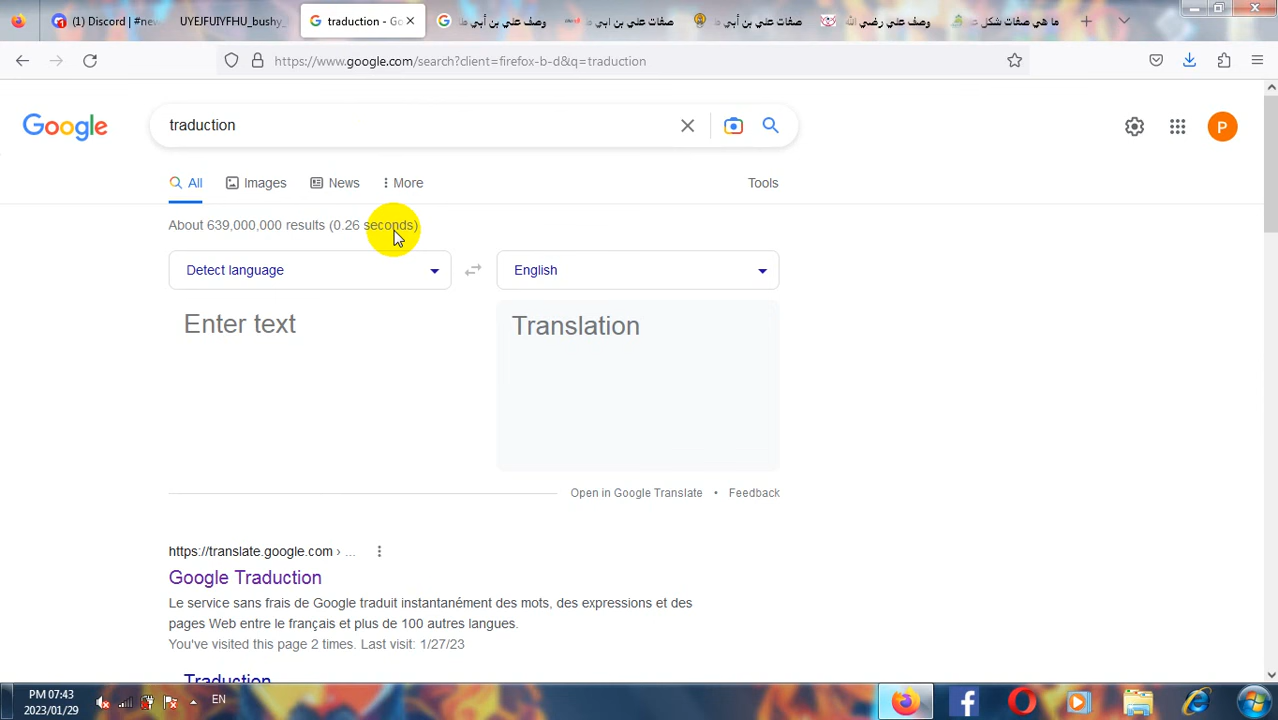 (1) Discord | #new
UYEJFUIYFHU_bushy_
traduction - Go
وصف علي بن أبي ط
صفات علي بن ابي ط
صفات علي بن أبي ط
وصف علي رضي الله
ما هي صفات شكل ع
https://www.google.com/search?client=firefox-b-d&q=traduction
Google
traduction
P
All
Images
News
More
Tools
About 639,000,000 results (0.26 seconds)
Detect language
English
Enter text
Translation
Open in Google Translate • Feedback
https://translate.google.com › ...
Google Traduction
Le service sans frais de Google traduit instantanément des mots, des expressions et des
pages Web entre le français et plus de 100 autres langues.
You've visited this page 2 times. Last visit: 1/27/23
Traduction
PM 07:43
2023/01/29
EN